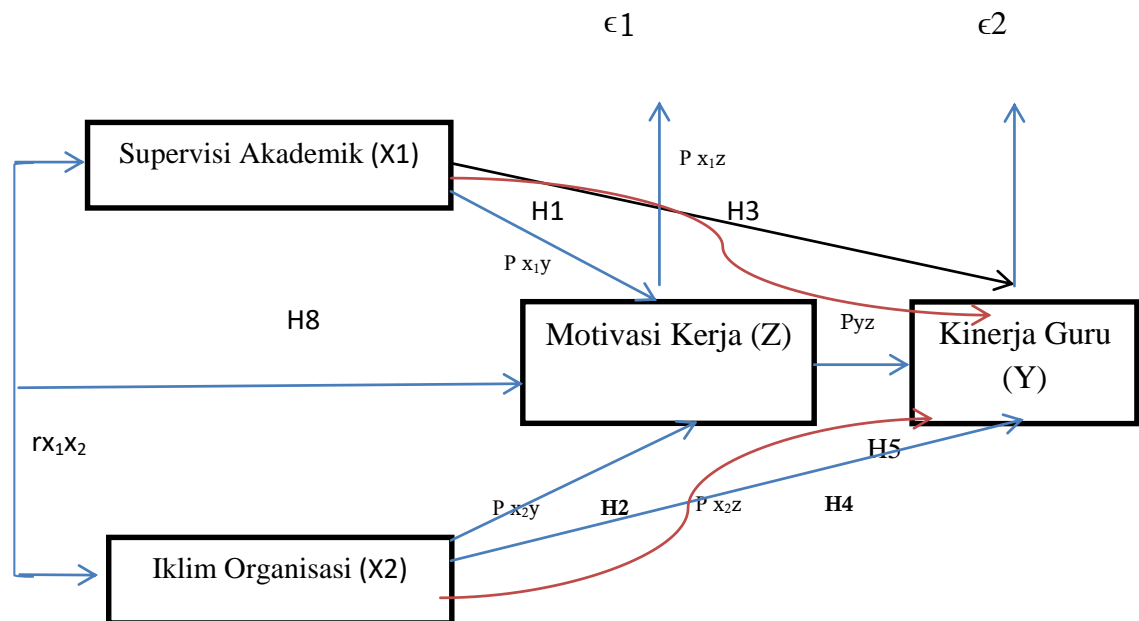 ϵ1
ϵ2
Supervisi Akademik (X1)
P x₁z
H1
H3
P x₁y
H8
Motivasi Kerja (Z)
Pyz
Kinerja Guru
(Y)
rx₁x₂
H5
P x₂y
H2
P x₂z
H4
Iklim Organisasi (X2)